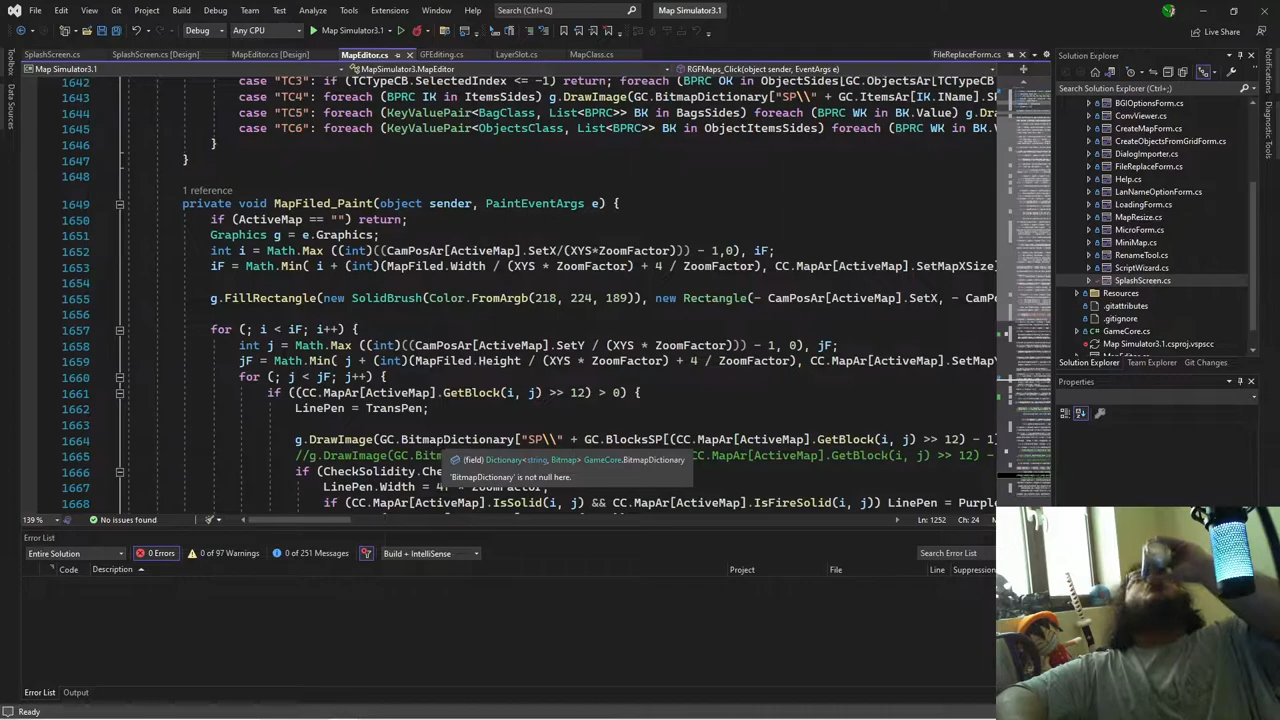 File Edit View Git Project Build Debug Team Test Analyze Tools Extensions Window Help Search (Ctrl+Q) Map Simulator3.1
Debug Any CPU Map Simulator3.1 Live Share
SplashScreen.cs SplashScreen.cs [Design] MapEditor.cs [Design] MapEditor.cs GFEditing.cs LayerSlot.cs MapClass.cs FileReplaceForm.cs
Map Simulator3.1 MapSimulator3._1.MapEditor RGFMaps_Click(object sender, EventArgs e)
1642 case "TC3": if (TCTypeCB.SelectedIndex <= -1) return; foreach (BPRC OK in ObjectsSides[GC.ObjectsAr[TCTypeCB
1643 case "TC4": foreach (BPRC IK in ItemsSides) g.DrawImage(GC.BitmapDictionary["SP\\" + GC.ItemsAr[IK.IName].S
1644 case "TC5": foreach (KeyValuePair<BagClass, List<BPRC>> BK in BagsSides) foreach (BPRC WK in BK.Value) g.Dra
1645 case "TC6": foreach (KeyValuePair<ObjectsClass, List<BPRC>> BK in ObjectItemsSides) foreach (BPRC WK in BK.V
1646 }
1647 }
1648
1 reference
1649 private void MapFiled_Paint(object sender, PaintEventArgs e) {
1650 if (ActiveMap == "") return;
1651 Graphics g = e.Graphics;
1652 int i = Math.Max( (int)((CamPosAr[ActiveMap].SetX/(XYS * ZoomFactor))) - 1,0), iF;
1653 iF = Math.Min( i + (int)(MapFiled.Width / (XYS * ZoomFactor) + 4 / ZoomFactor), CC.MapAr[ActiveMap].SetMapXSize
1654
1655 g.FillRectangle(new SolidBrush(Color.FromArgb(218, 224, 189)), new Rectangle(- CamPosAr[ActiveMap].SetX, - CamPo
1656
1657 for (; i < iF; i++) {
1658 int j = Math.Max ((int)((CamPosAr[ActiveMap].SetY /(XYS * ZoomFactor))) - 1, 0), jF;
1659 jF = Math.Min( j + (int)(MapFiled.Height / (XYS * ZoomFactor) + 4 / ZoomFactor), CC.MapAr[ActiveMap].SetMap
1660 for (; j < jF; j++) {
1661 if ((CC.MapAr[ActiveMap].GetBlock(i, j) >> 12) > 0) {
1662 LinePen = TransPen;
1663
1664 g.DrawImage(GC.BitmapDictionary["SP\\" + GC.BlocksSP[(CC.MapAr[ActiveMap].GetBlock(i, j) >> 12) - 1
1665 //g.DrawImage(GC.Bi CC.MapAr[ActiveMap].GetBlock(i, j) >> 12) -
(field) Dictionary<string, Bitmap> GameCore.BitmapDictionary
1666 if (CheckSolidity.Che
'BitmapDictionary' is not null here.
1667 LinePen.Width = 4
1668 if (CC.MapAr[ActiveMap].IsSolid(i, j) && CC.MapAr[ActiveMap].IsFireSolid(i, j)) LinePen = Purpl
139 % No issues found Ln: 1252 Ch: 24
Error List
Entire Solution 0 Errors 0 of 97 Warnings 0 of 251 Messages Build + IntelliSense Search Error List
Code Description Project File Line Suppression
Error List Output
Ready
Toolbox
Data Sources
Notifications
Diagnostic Tools
Solution Explorer
Search Solution Explorer (Ctrl+;)
BGIOptionsForm.cs
ConvViewer.cs
CreateMapForm.cs
CreateObjectsFromGridForm.cs
DialogImporter.cs
FileReplaceForm.cs
Help.cs
LanNameOptionForm.cs
LoadingForm.cs
MapResize.cs
MicroForm.cs
MiniMap.cs
RenameTool.cs
ScriptWizard.cs
SplashScreen.cs
Resources
.gitattributes
.gitignore
GameCore.cs
Map Simulator3.1.csproj.vspscc
Solution Explorer Team Explorer Git Changes
Properties